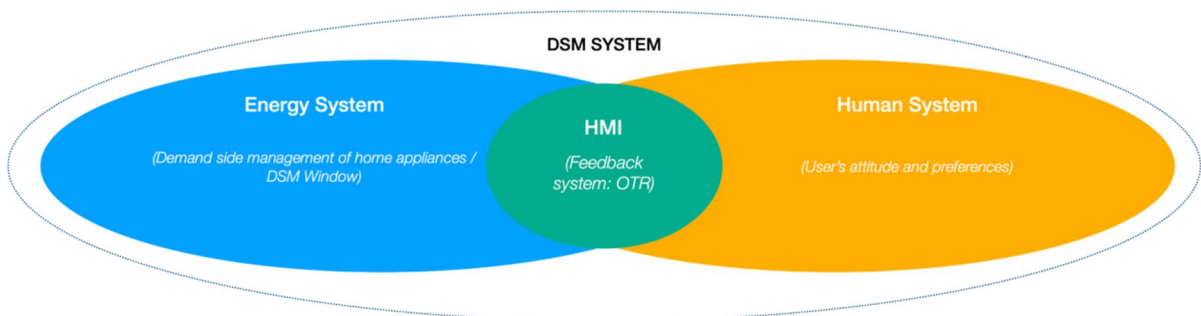 DSM SYSTEM
Energy System
(Demand side management of home appliances /
DSM Window)
HMI
(Feedback
system: OTR)
Human System
(User's attitude and preferences)